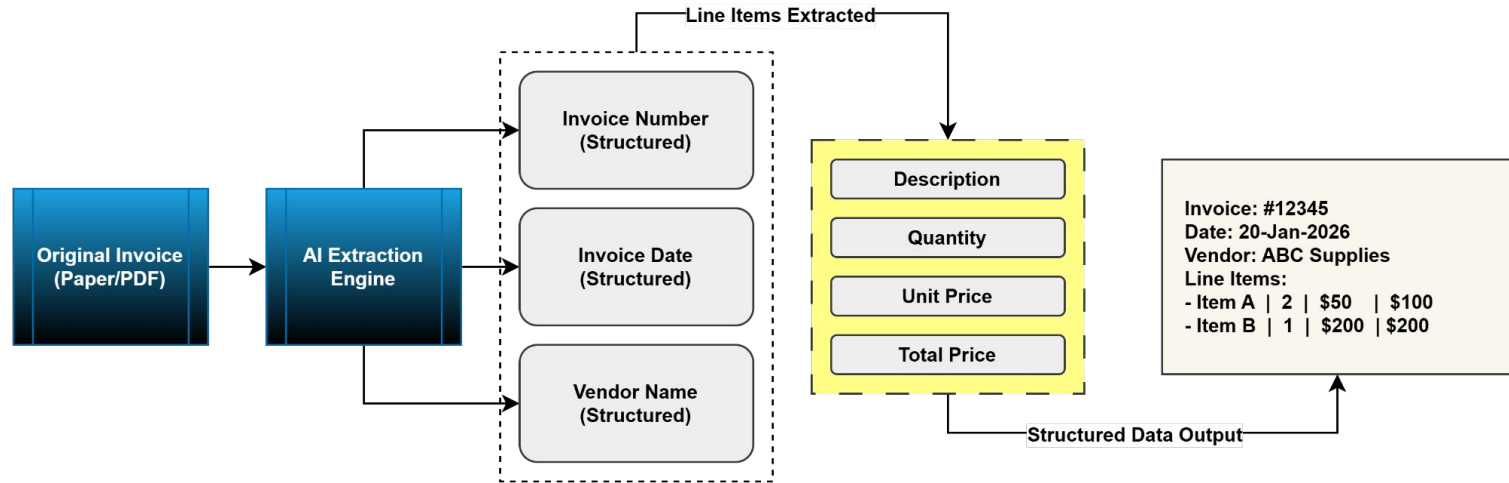 Line Items Extracted
Original Invoice
(Paper/PDF)
AI Extraction
Engine
Invoice Number
(Structured)
Invoice Date
(Structured)
Vendor Name
(Structured)
Description
Quantity
Unit Price
Total Price
Structured Data Output
Invoice: #12345
Date: 20-Jan-2026
Vendor: ABC Supplies
Line Items:
- Item A | 2 | $50 | $100
- Item B | 1 | $200 | $200